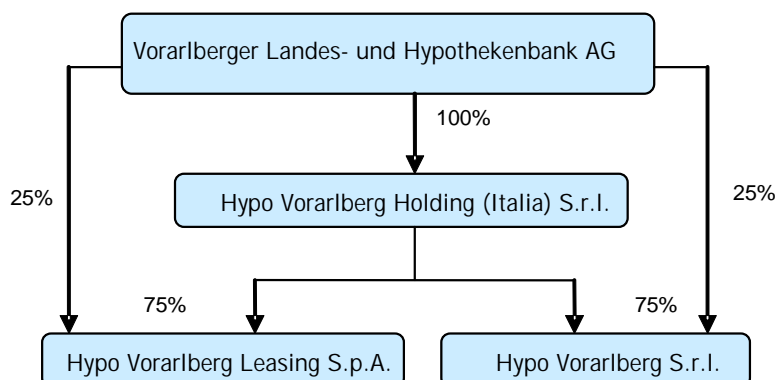 Vorarlberger Landes- und Hypothekenbank AG
100%
25%
25%
Hypo Vorarlberg Holding (Italia) S.r.l.
75%
75%
Hypo Vorarlberg Leasing S.p.A.
Hypo Vorarlberg S.r.l.